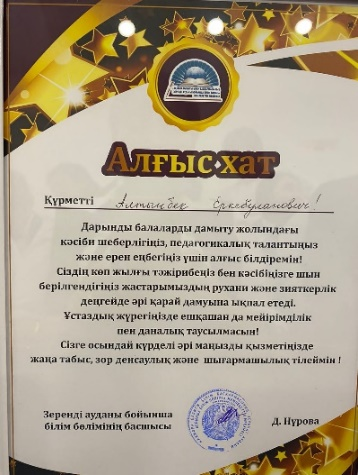 Алғыс хат
Құрметті Алтынбек Еркебуланович!
Дарынды балаларды дамыту жолындағы
кәсіби шеберлігіңіз, педагогикалық талантыңыз
және ерен еңбегіңіз үшін алғыс білдіремін!
Сіздің көп жылғы тәжірибеңіз бен кәсібіңізге шын
берілгендігіңіз жастарымыздың рухани және зияткерлік
деңгейде әрі қарай дамуына ықпал етеді.
Ұстаздық жүрегіңізде ешқашан да мейірімділік
пен даналық таусылмасын!
Сізге осындай күрделі әрі маңызды қызметіңізде
жаңа табыс, зор денсаулық және шығармашылық тілеймін !
Зеренді ауданы бойынша
білім бөлімінің басшысы
Д. Нұрова